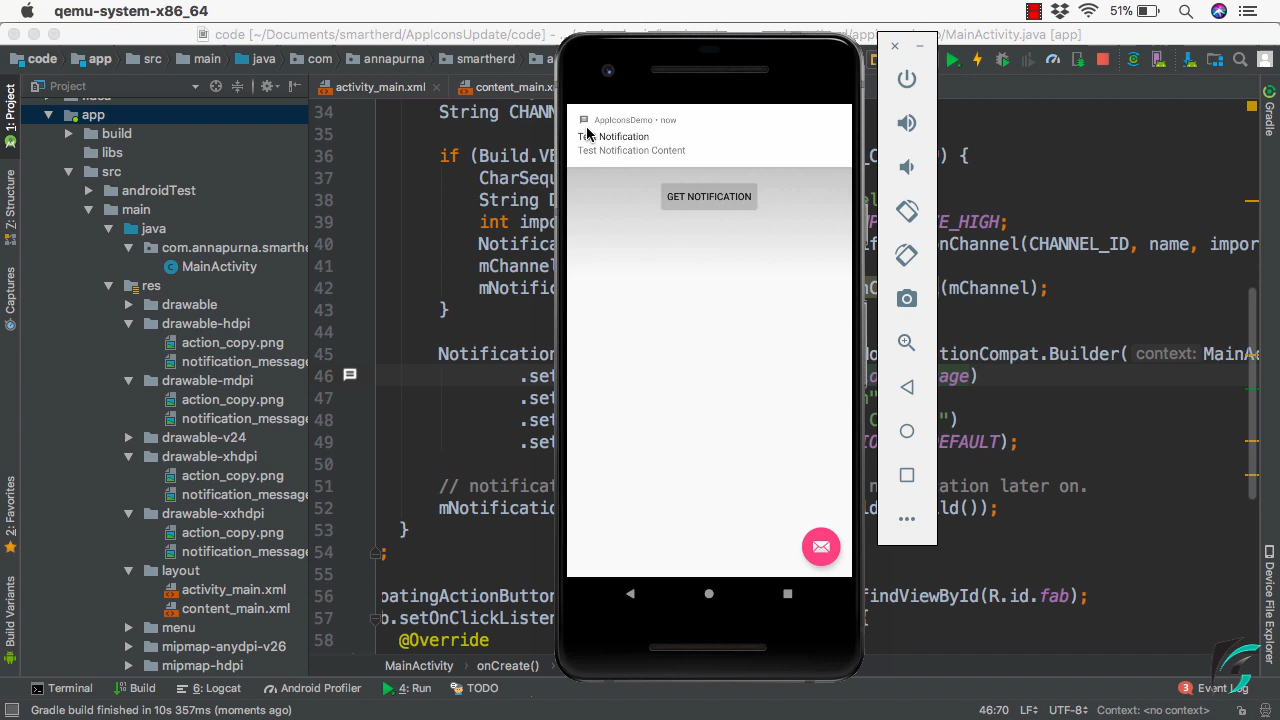 qemu-system-x86_64
51%
code [~/Documents/smartherd/AppIconsUpdate/code] -
/MainActivity.java [app]
code
app
src
main
java
com
annapurna
smartherd
Project
activity_main.xml
content_main.x
1: Project
Z: Structure
Captures
2: Favorites
Build Variants
app
build
libs
src
androidTest
main
java
com.annapurna.smarthe
MainActivity
res
drawable
drawable-hdpi
action_copy.png
notification_message
drawable-mdpi
action_copy.png
notification_message
drawable-v24
drawable-xhdpi
action_copy.png
notification_message
drawable-xxhdpi
action_copy.png
notification_message
layout
activity_main.xml
content_main.xml
menu
mipmap-anydpi-v26
mipmap-hdpi
34 String CHANN
35
36 if (Build.VE ) {
37 CharSequ
38 String D
39 int impo E_HIGH;
40 Notifica onChannel(CHANNEL_ID, name, impor
41 mChannel
42 mNotific (mChannel);
43 }
44
45 Notification tionCompat.Builder( context: MainA
46 .set age)
47 .set "
48 .set ")
49 .set DEFAULT);
50
51 // notificat notification later on.
52 mNotificatio ld());
53 }
54 ;
55
56 oatingActionButton findViewById(R.id.fab);
57 b.setOnClickListen {
58 @Override
AppIconsDemo • now
Notification
Test Notification Content
GET NOTIFICATION
MainActivity
onCreate()
Gradle
Device File Explorer
Terminal
Build
6: Logcat
Android Profiler
4: Run
TODO
3
Event Log
Gradle build finished in 10s 357ms (moments ago)
46:70
LF÷
UTF-8÷
Context: <no context>